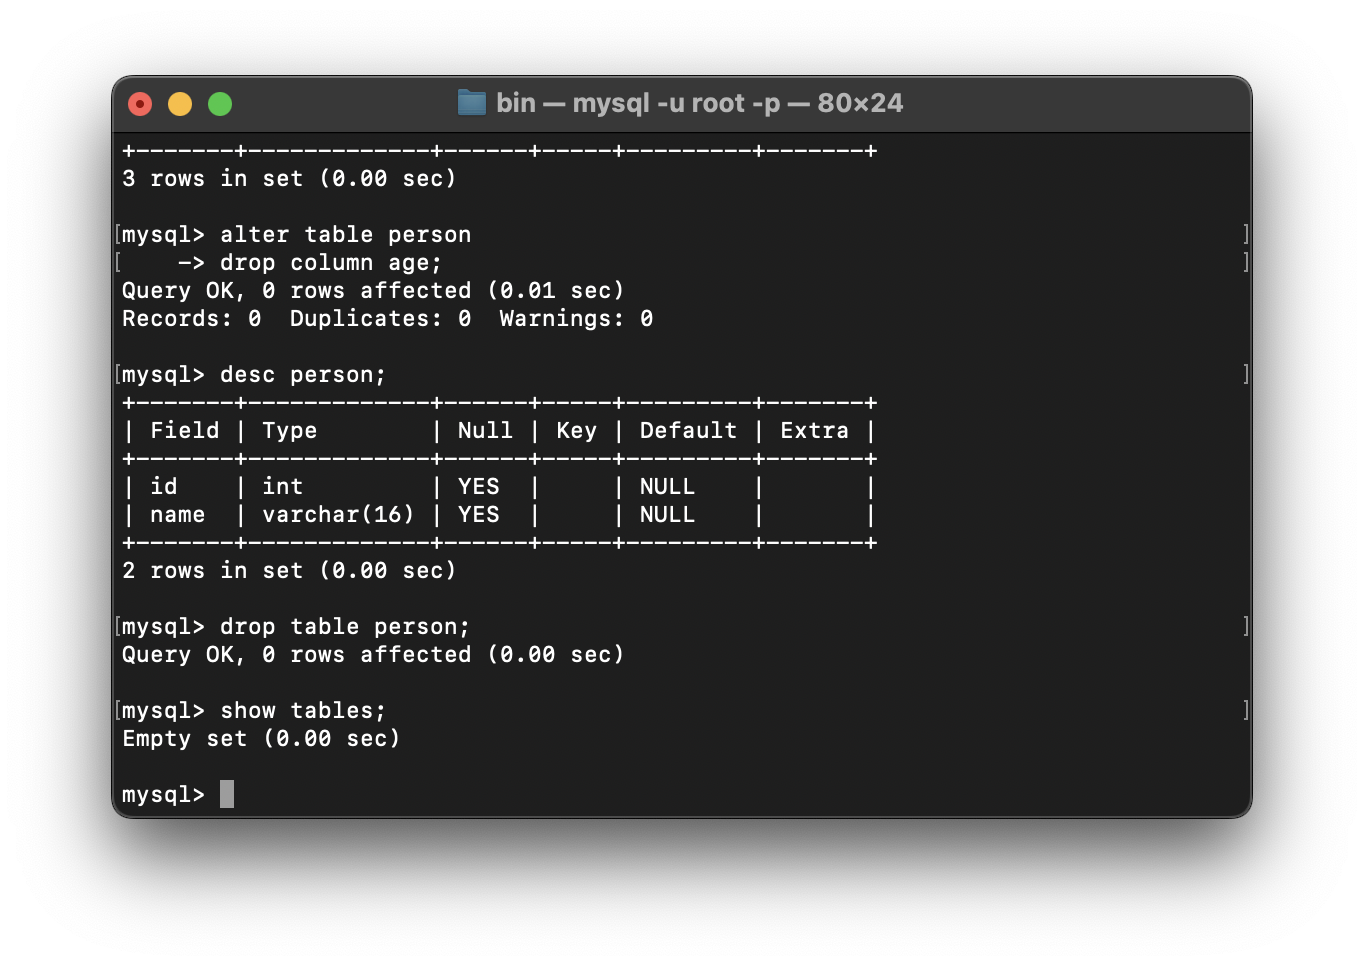 bin — mysql -u root -p — 80×24
+-------+-------------+------+-----+---------+-------+
3 rows in set (0.00 sec)
[mysql> alter table person ]
[    -> drop column age; ]
Query OK, 0 rows affected (0.01 sec)
Records: 0  Duplicates: 0  Warnings: 0
[mysql> desc person; ]
+-------+-------------+------+-----+---------+-------+
| Field | Type        | Null | Key | Default | Extra |
+-------+-------------+------+-----+---------+-------+
| id    | int         | YES  |     | NULL    |       |
| name  | varchar(16) | YES  |     | NULL    |       |
+-------+-------------+------+-----+---------+-------+
2 rows in set (0.00 sec)
[mysql> drop table person; ]
Query OK, 0 rows affected (0.00 sec)
[mysql> show tables; ]
Empty set (0.00 sec)
mysql>